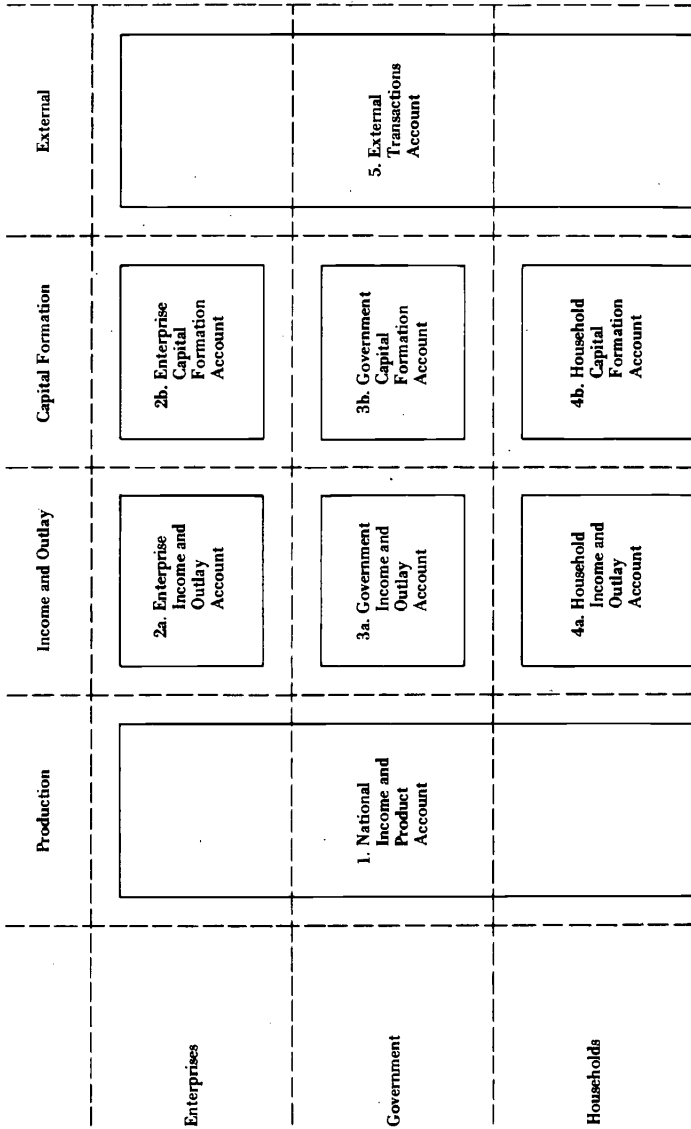 Production
Income and Outlay
Capital Formation
External
Enterprises
2a. Enterprise
Income and
Outlay
Account
2b. Enterprise
Capital
Formation
Account
Government
1. National
Income and
Product
Account
3a. Government
Income and
Outlay
Account
3b. Government
Capital
Formation
Account
5. External
Transactions
Account
Households
4a. Household
Income and
Outlay
Account
4b. Household
Capital
Formation
Account